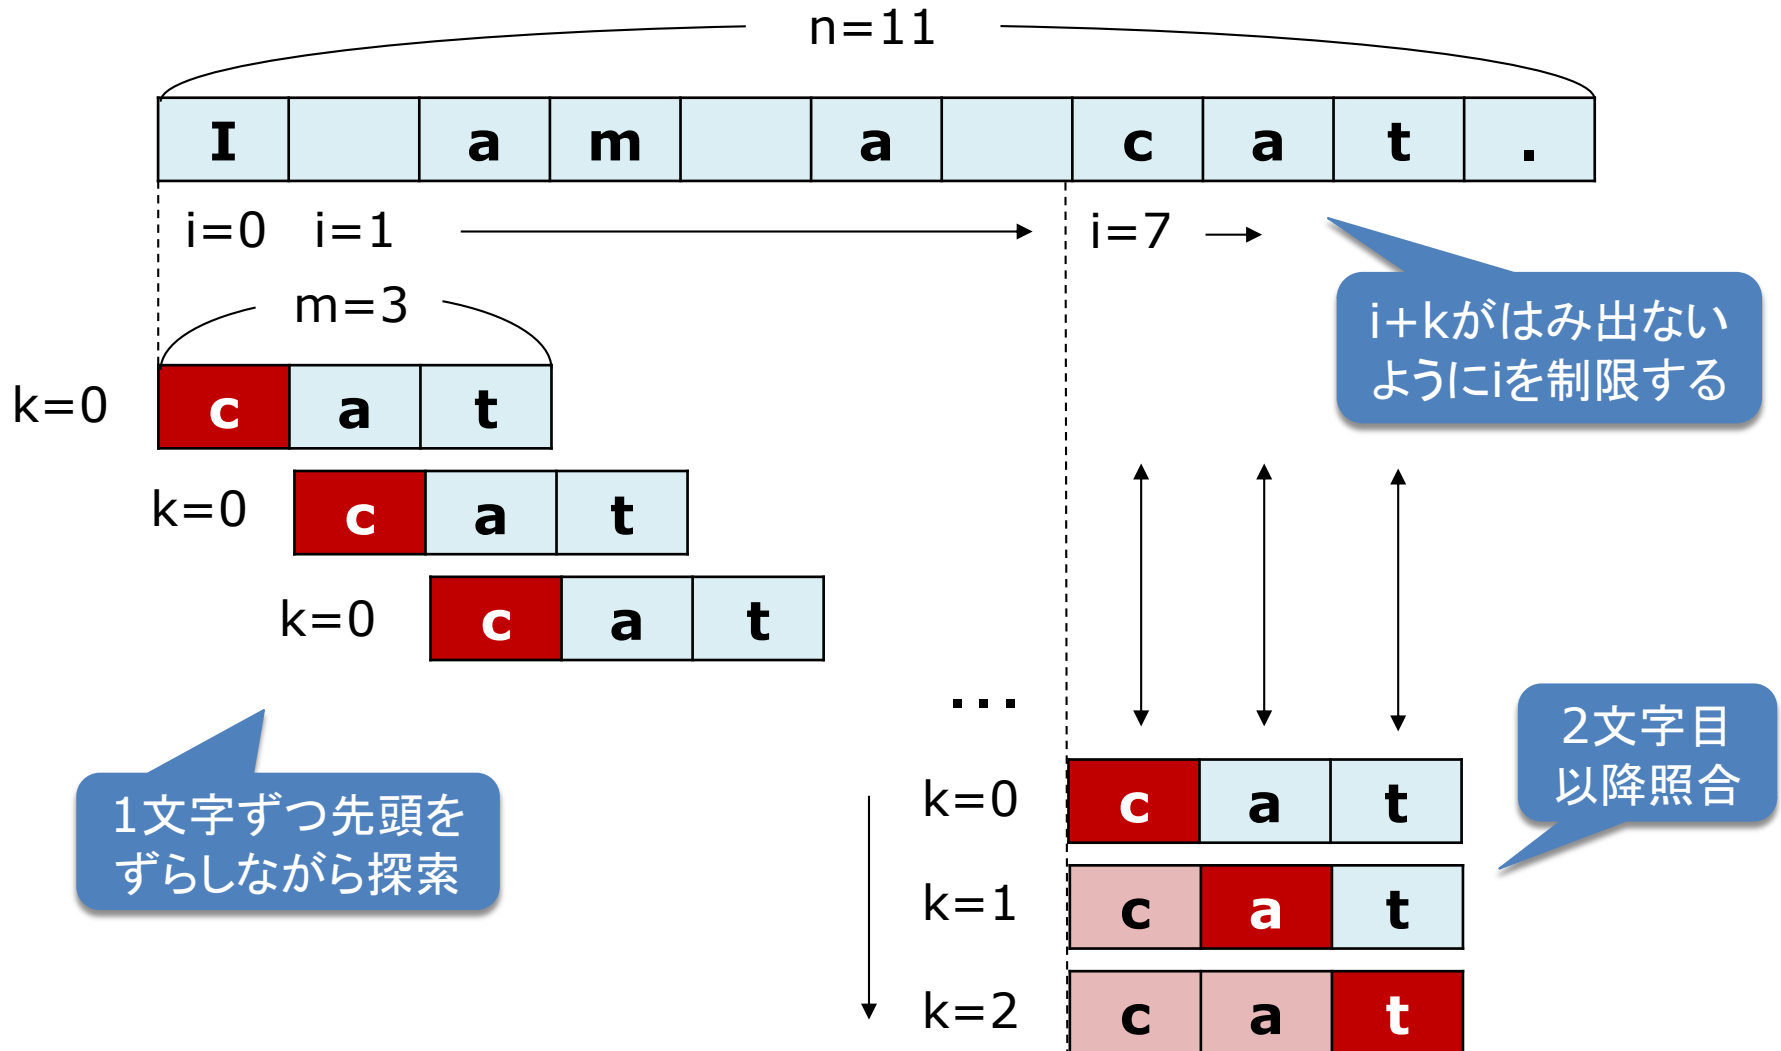 n=11
I a m a c a t .
i=0 i=1 i=7
m=3
i+kがはみ出ない
ようにiを制限する
k=0 c a t
k=0 c a t
k=0 c a t
...
1文字ずつ先頭を
ずらしながら探索
2文字目
以降照合
k=0 c a t
k=1 c a t
k=2 c a t